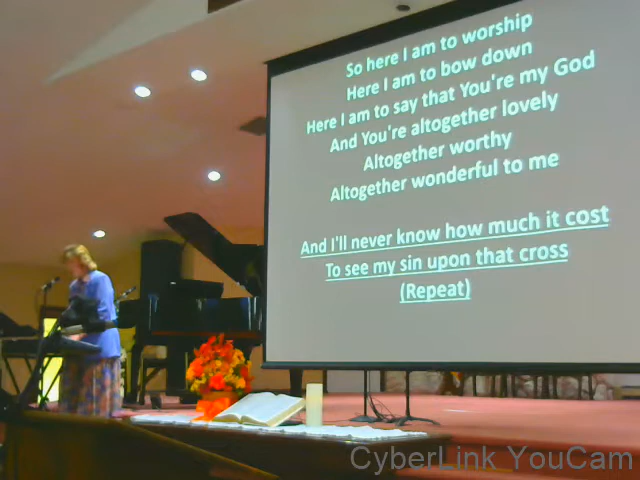 So here I am to worship
Here I am to bow down
Here I am to say that You're my God
And You're altogether lovely
Altogether worthy
Altogether wonderful to me
And I'll never know how much it cost
To see my sin upon that cross
(Repeat)
CyberLink YouCam